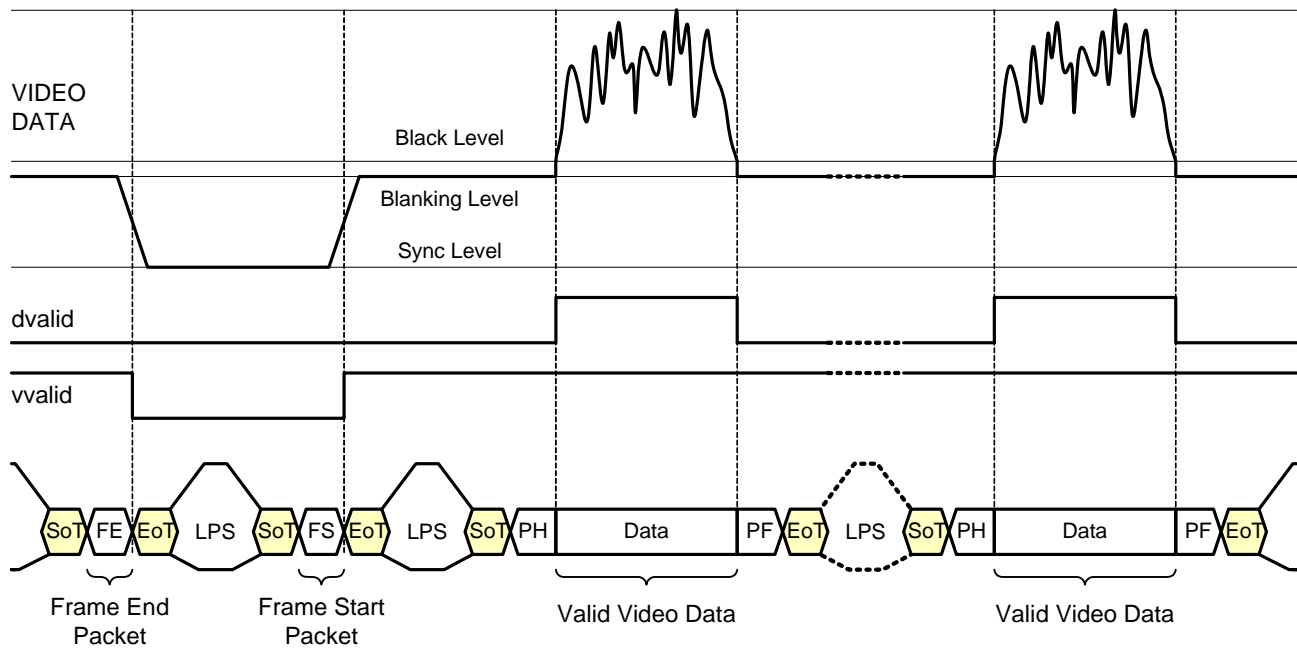 VIDEO
DATA
Black Level
Blanking Level
Sync Level
dvalid
vvalid
SoT FE EoT LPS SoT FS EoT LPS SoT PH Data PF EoT LPS SoT PH Data PF EoT
Frame End
Packet
Frame Start
Packet
Valid Video Data
Valid Video Data